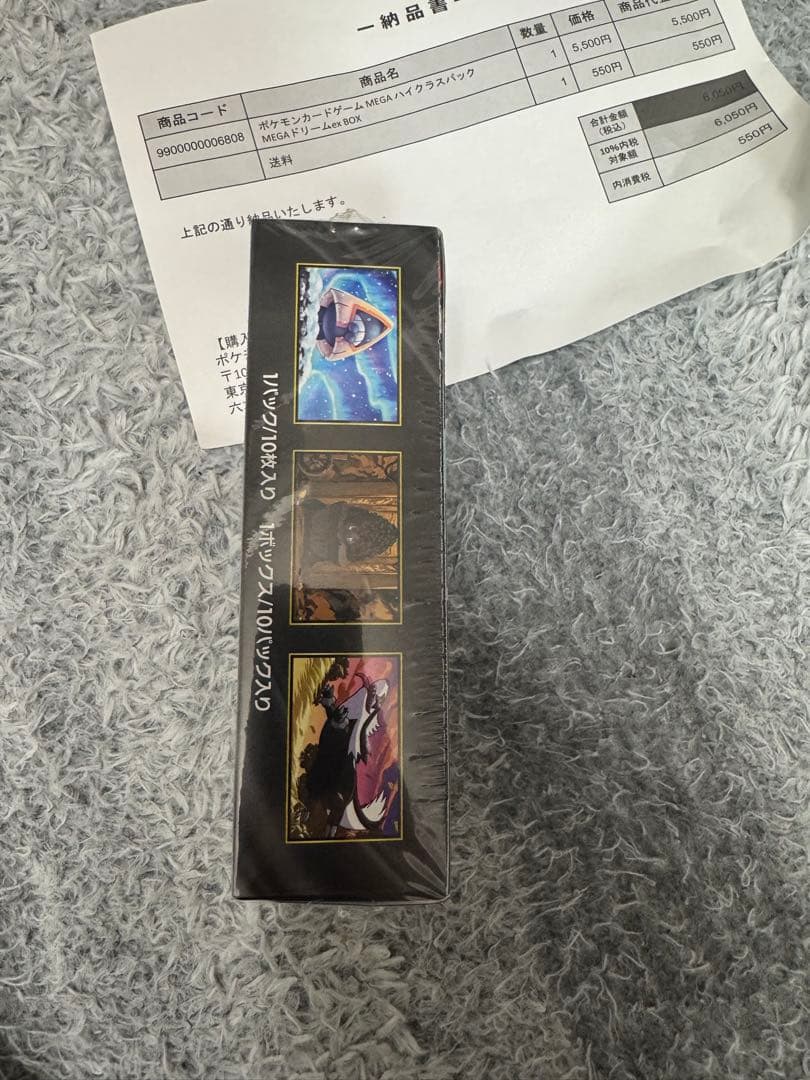 納品書
商品コード 商品名 数量 価格 商品代金
9900000006808 ポケモンカードゲーム MEGA ハイクラスパック 1 5,500円 5,500円
MEGAドリームex BOX
送料 1 550円 550円
合計金額 6,050円
(税込)
10%内税 6,050円
対象額
内消費税 550円
上記の通り納品いたします。
【購入
ポケモ
〒10
東京
六
1パック/10枚入り 1ボックス/10パック入り